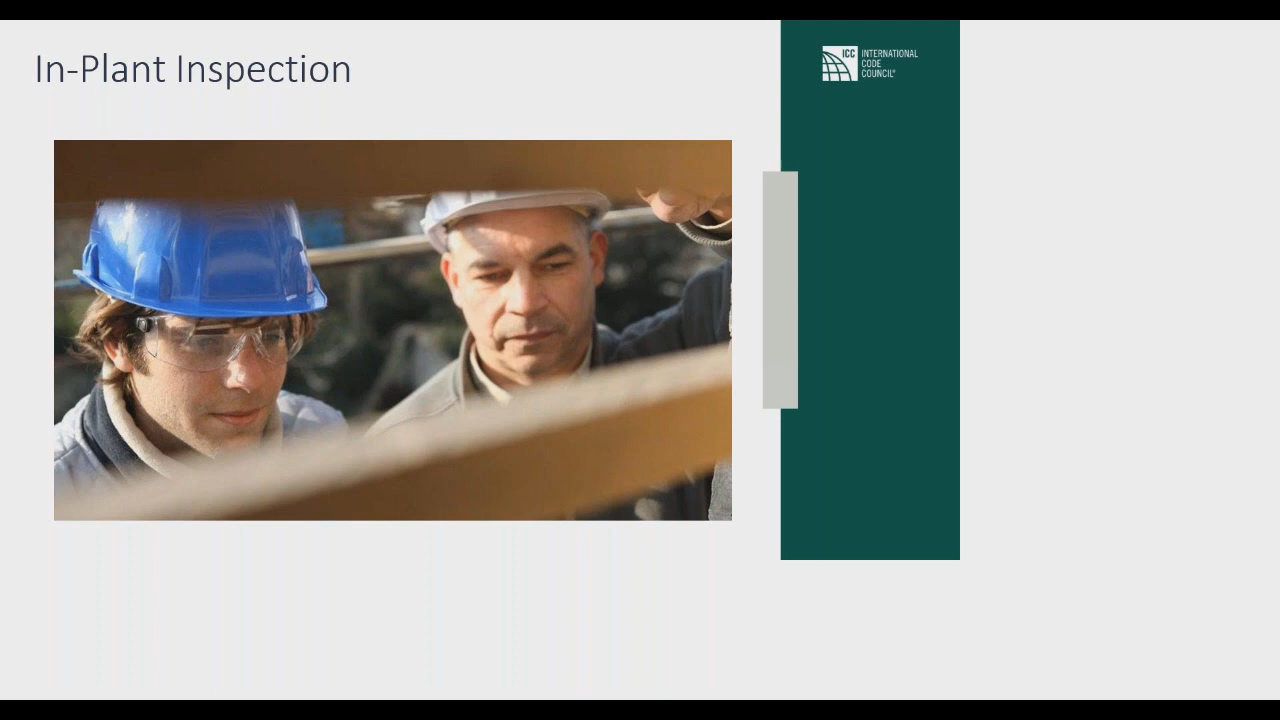 In-Plant Inspection
ICC
INTERNATIONAL
CODE
COUNCIL®